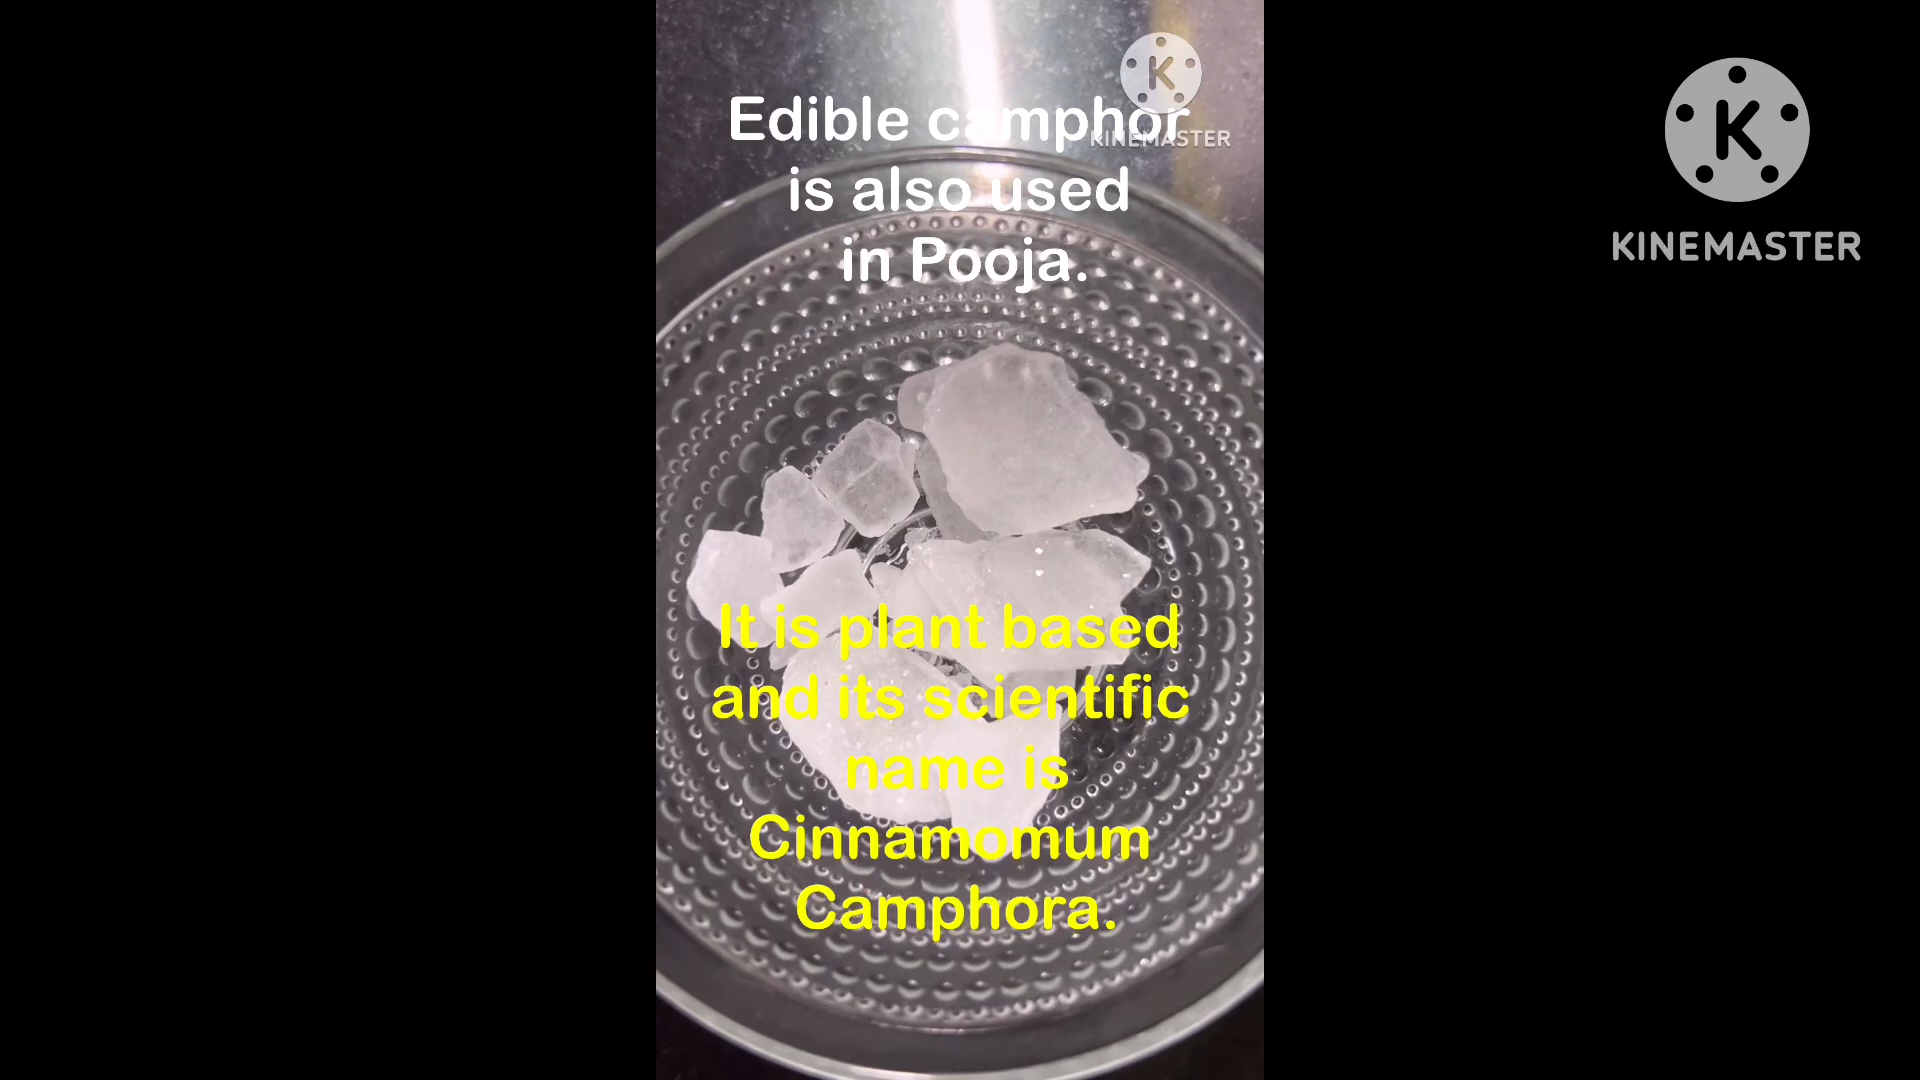 Edible camphor
is also used
in Pooja.
K
KINEMASTER
It is plant based
and its scientific
name is
Cinnamomum
Camphora.
K
KINEMASTER